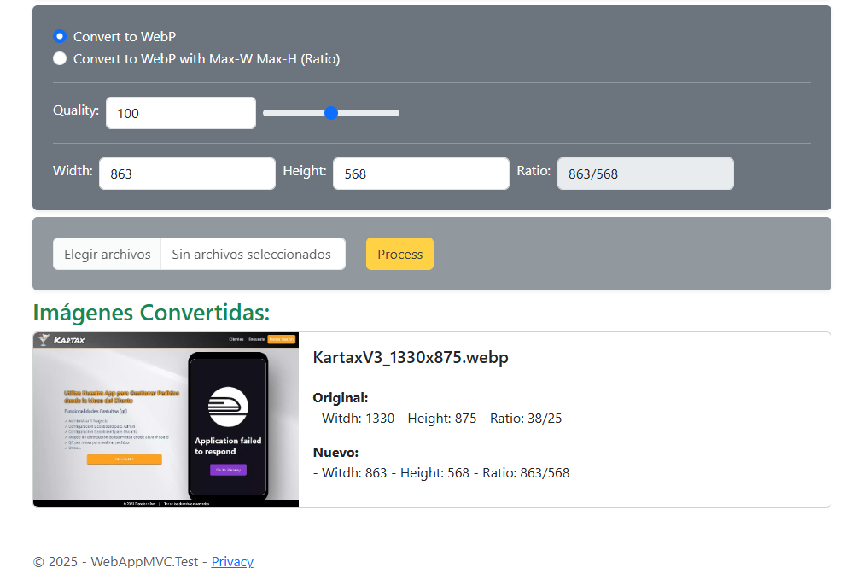 Convert to WebP
Convert to WebP with Max-W Max-H (Ratio)
Quality: 100
Width: 863 Height: 568 Ratio: 863/568
Elegir archivos Sin archivos seleccionados Process
Imágenes Convertidas:
KARTAX
KartaxV3_1330x875.webp
Original:
- Witdh: 1330 - Height: 875 - Ratio: 38/25
Application failed
to respond
Nuevo:
- Witdh: 863 - Height: 568 - Ratio: 863/568
© 2025 - WebAppMVC.Test - Privacy